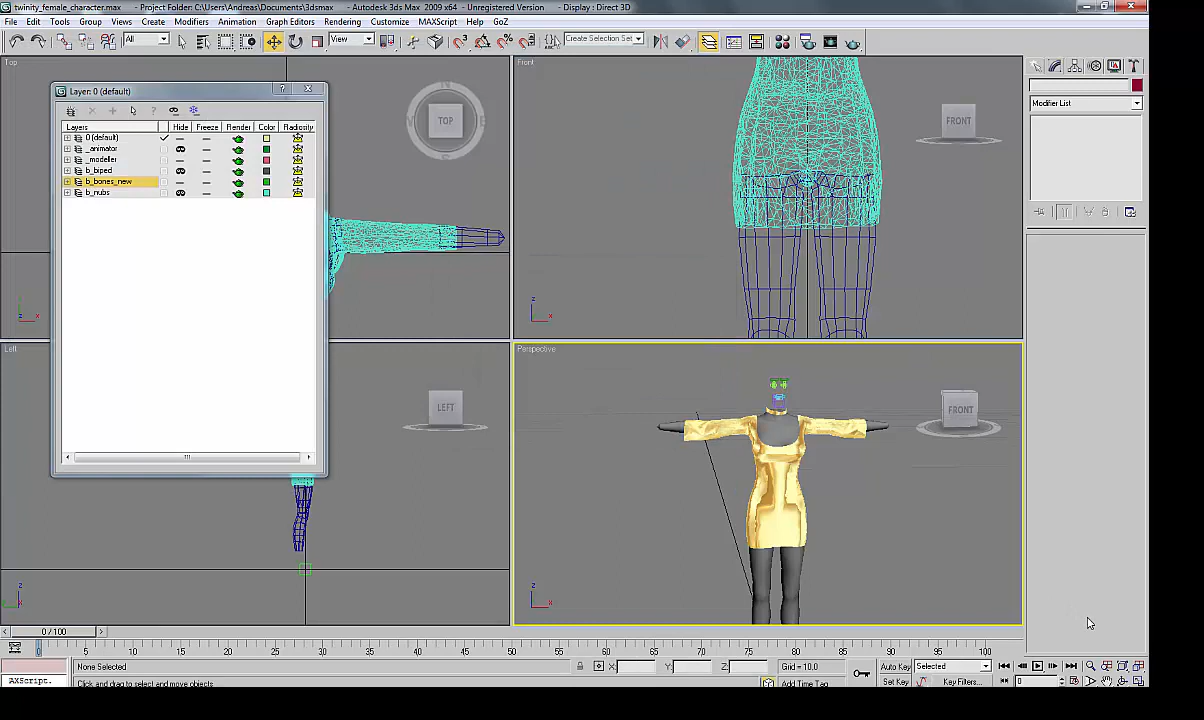 twinity_female_character.max - Project Folder: C:\Users\Andreas\Documents\3dsmax - Autodesk 3ds Max 2009 x64 - Unregistered Version - Display : Direct 3D
File Edit Tools Group Views Create Modifiers Animation Graph Editors Rendering Customize MAXScript Help GoZ
All View Create Selection Set
Top
Front
Layer: 0 (default)
Layers Hide Freeze Render Color Radiosity
0 (default)
_animator
_modeller
b_biped
b_bones_new
b_nubs
TOP
FRONT
Modifier List
Left
Perspective
LEFT
FRONT
0 / 100
0 5 10 15 20 25 30 35 40 45 50 55 60 65 70 75 80 85 90 95 100
None Selected X: Y: Z: Grid = 10,0 Auto Key Selected
AXScript. Click and drag to select and move objects Add Time Tag Set Key Key Filters... 0